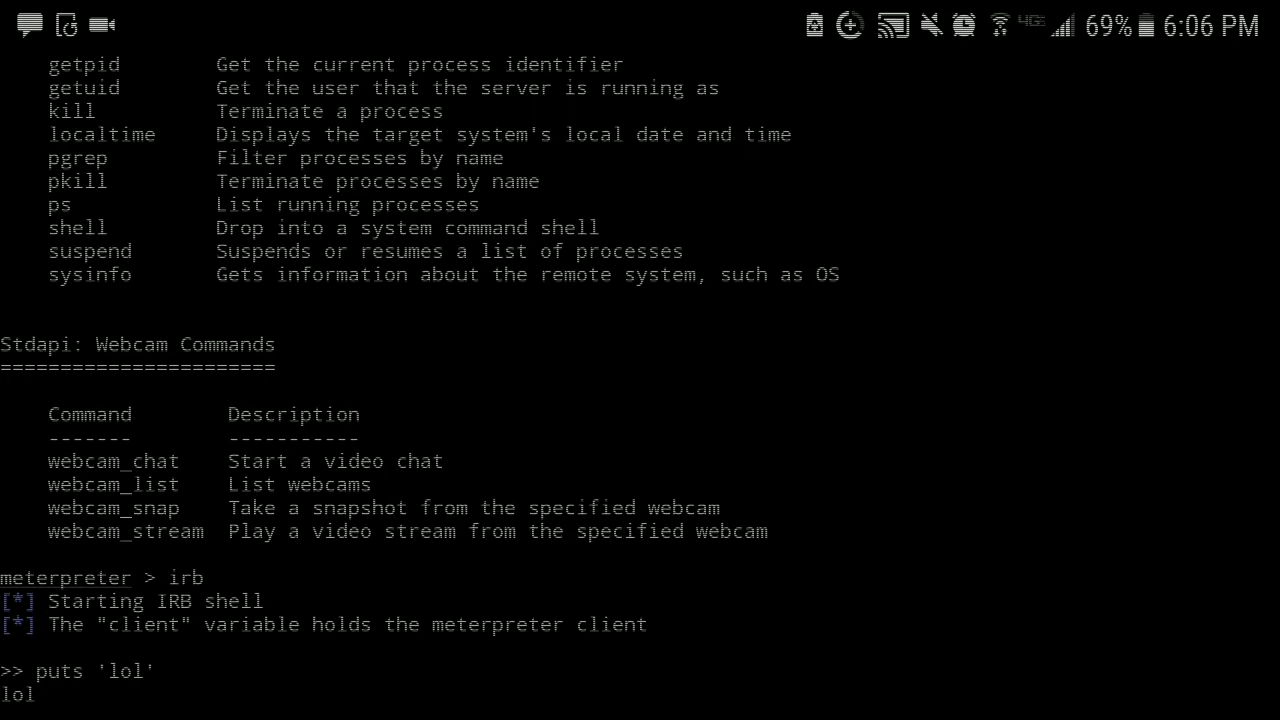 4G 69% 6:06 PM
getpid Get the current process identifier
getuid Get the user that the server is running as
kill Terminate a process
localtime Displays the target system's local date and time
pgrep Filter processes by name
pkill Terminate processes by name
ps List running processes
shell Drop into a system command shell
suspend Suspends or resumes a list of processes
sysinfo Gets information about the remote system, such as OS
Stdapi: Webcam Commands
=======================
Command Description
------- -----------
webcam_chat Start a video chat
webcam_list List webcams
webcam_snap Take a snapshot from the specified webcam
webcam_stream Play a video stream from the specified webcam
meterpreter > irb
[*] Starting IRB shell
[*] The "client" variable holds the meterpreter client
>> puts 'lol'
lol